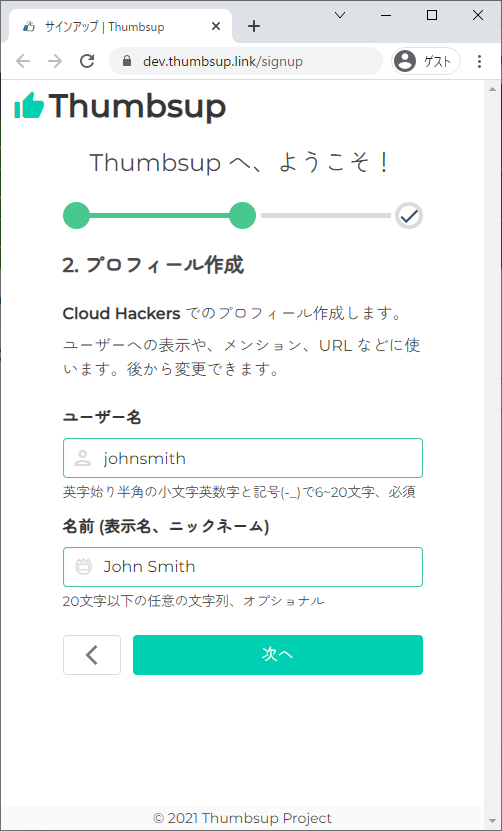 サインアップ | Thumbsup
dev.thumbsup.link/signup
ゲスト
Thumbsup
Thumbsup へ、ようこそ！
2. プロフィール作成
Cloud Hackers でのプロフィール作成します。
ユーザーへの表示や、メンション、URL などに使
います。後から変更できます。
ユーザー名
johnsmith
英字始り半角の小文字英数字と記号(-_)で6~20文字、必須
名前 (表示名、ニックネーム)
John Smith
20文字以下の任意の文字列、オプショナル
次へ
© 2021 Thumbsup Project